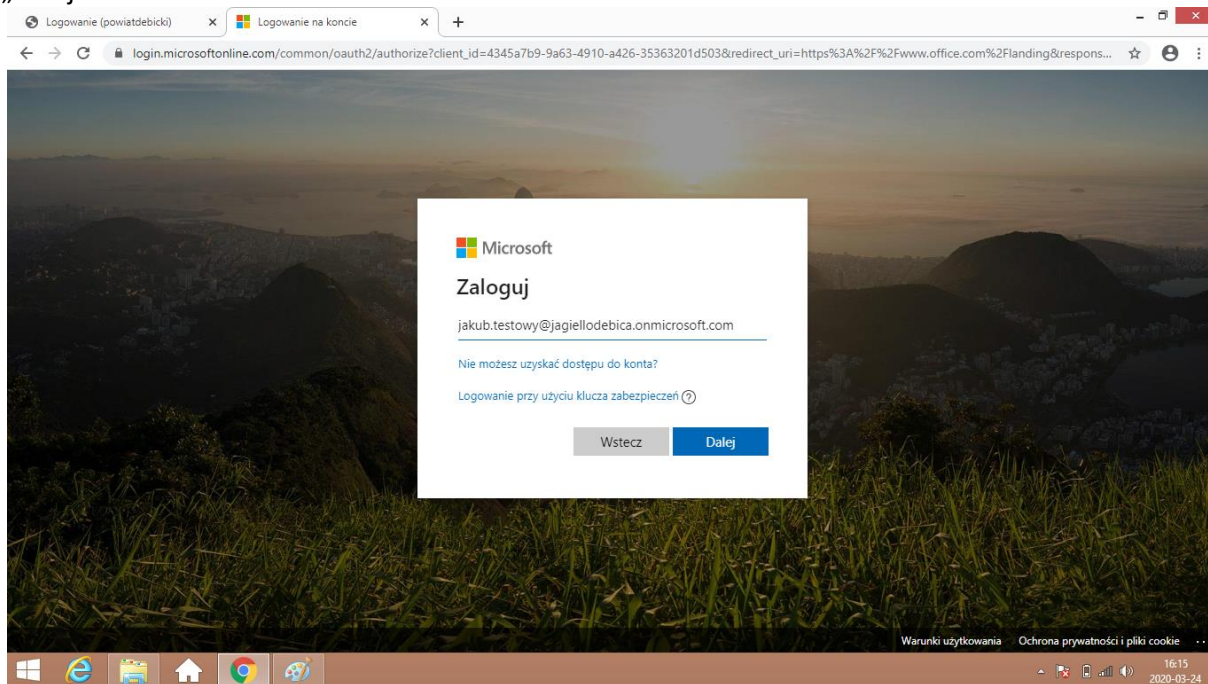 Logowanie (powiatdebicki)
Logowanie na koncie
login.microsoftonline.com/common/oauth2/authorize?client_id=4345a7b9-9a63-4910-a426-35363201d503&redirect_uri=https%3A%2F%2Fwww.office.com%2Flanding&respons...
Microsoft
Zaloguj
jakub.testowy@jagiellodebica.onmicrosoft.com
Nie możesz uzyskać dostępu do konta?
Logowanie przy użyciu klucza zabezpieczeń ?
Wstecz Dalej
Warunki użytkowania Ochrona prywatności i pliki cookie ..
16:15
2020-03-24